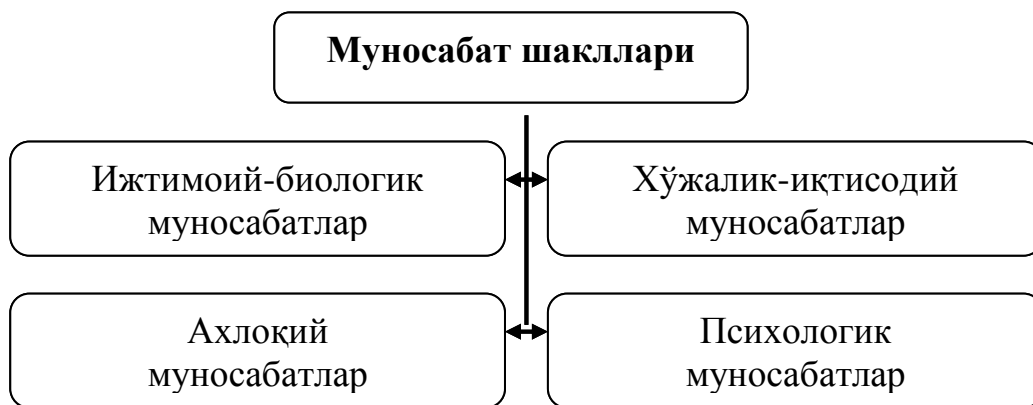 Муносабат шакллари
Ижтимоий-биологик
муносабатлар
Хўжалик-иқтисодий
муносабатлар
Ахлоқий
муносабатлар
Психологик
муносабатлар